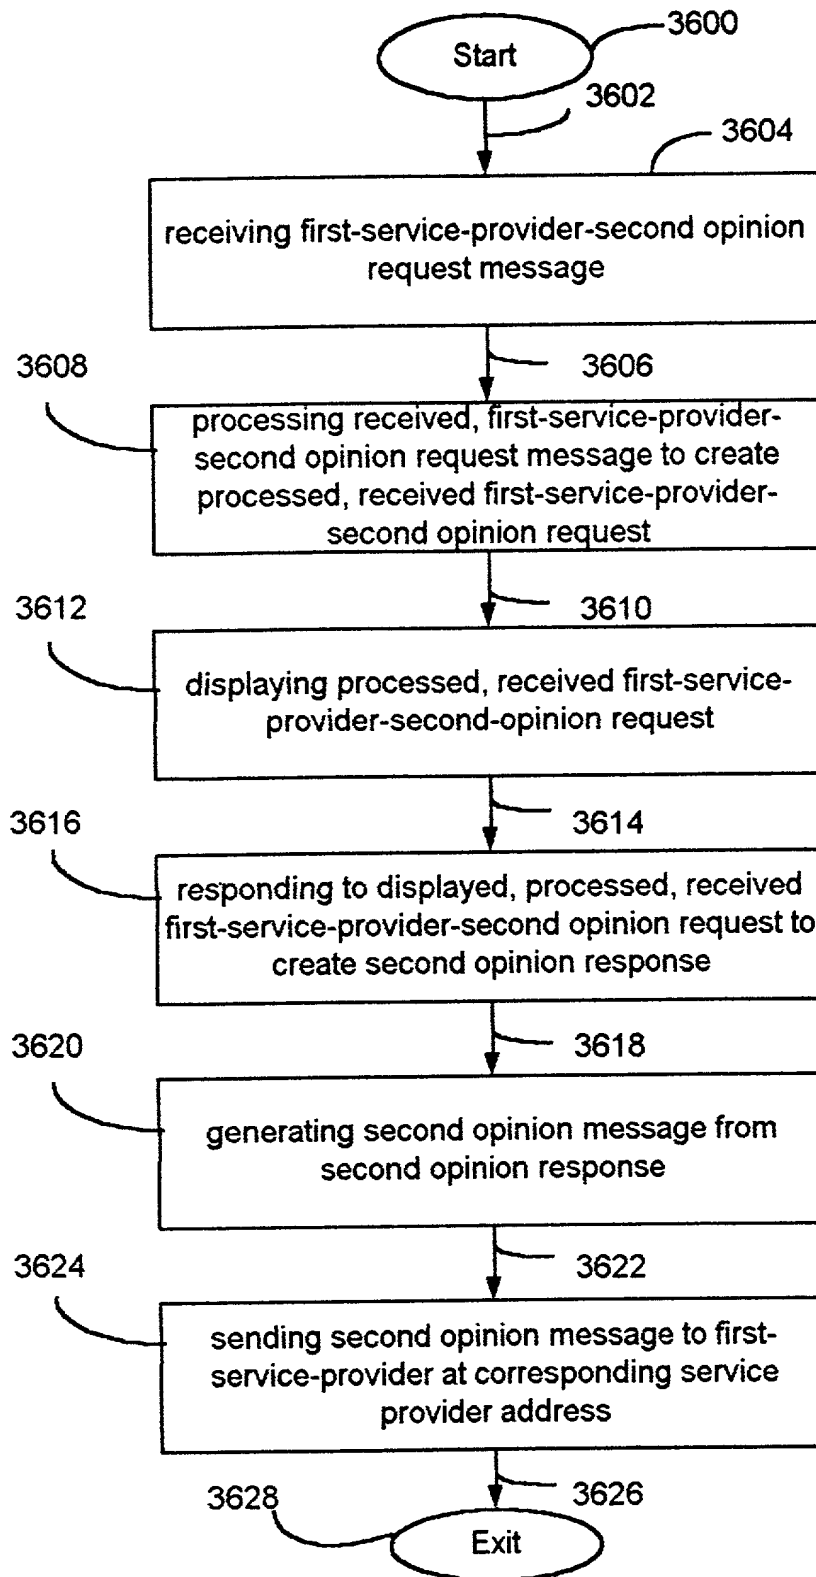 3600
Start
3602
3604
receiving first-service-provider-second opinion
request message
3608
3606
processing received, first-service-provider-
second opinion request message to create
processed, received first-service-provider-
second opinion request
3612
3610
displaying processed, received first-service-
provider-second-opinion request
3616
3614
responding to displayed, processed, received
first-service-provider-second opinion request to
create second opinion response
3620
3618
generating second opinion message from
second opinion response
3624
3622
sending second opinion message to first-
service-provider at corresponding service
provider address
3628
3626
Exit